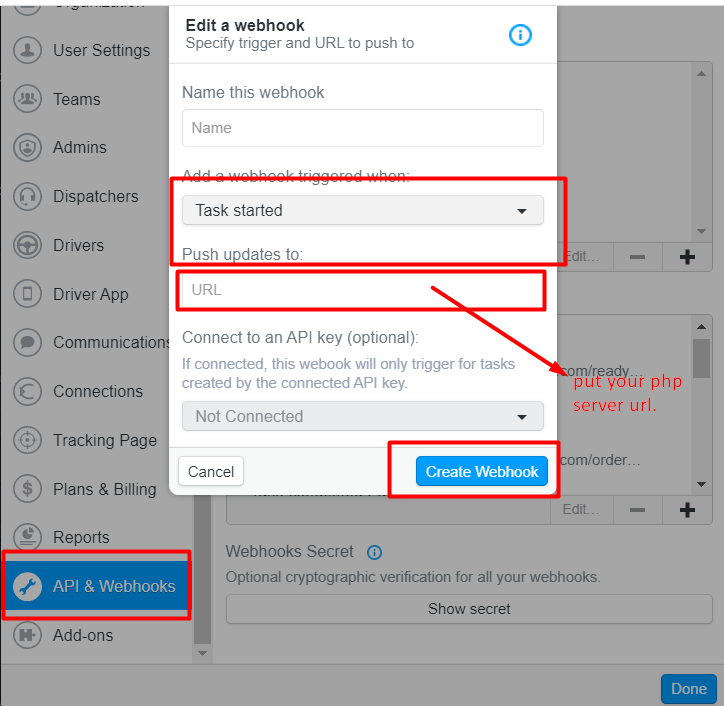 Organization
User Settings
Teams
Admins
Dispatchers
Drivers
Driver App
Communications
Connections
Tracking Page
Plans & Billing
Reports
API & Webhooks
Add-ons
Edit a webhook
Specify trigger and URL to push to
Name this webhook
Name
Add a webhook triggered when:
Task started
Push updates to:
URL
Connect to an API key (optional):
If connected, this webook will only trigger for tasks
created by the connected API key.
Not Connected
Cancel
Create Webhook
Edit...
com/ready...
put your php
server url.
com/order...
Edit...
Webhooks Secret
Optional cryptographic verification for all your webhooks.
Show secret
Done